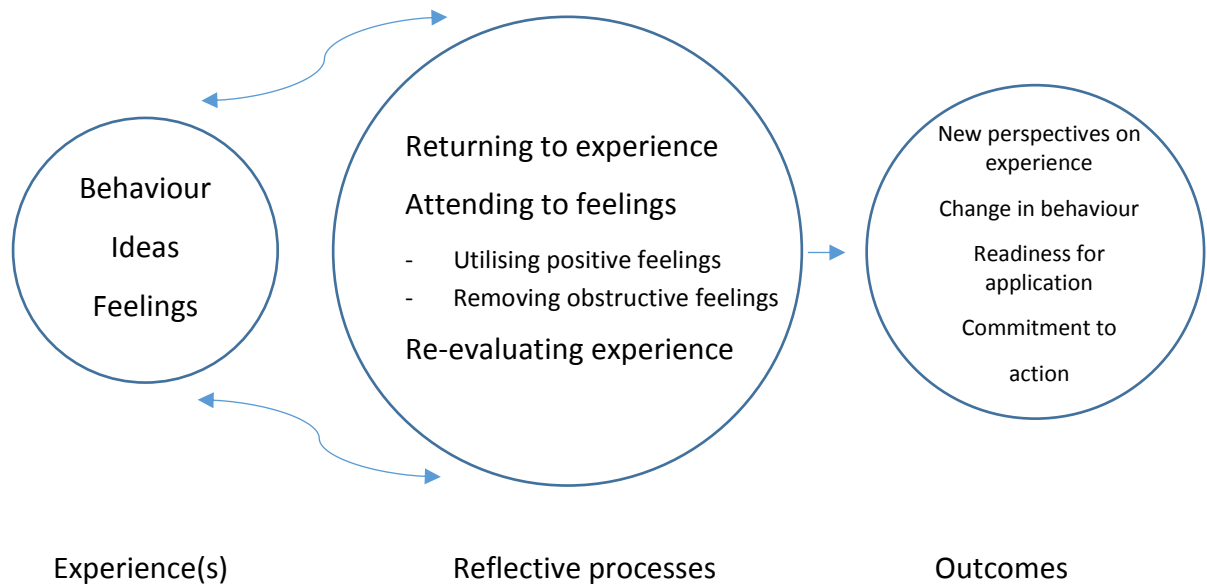 Behaviour
Ideas
Feelings
Returning to experience
Attending to feelings
- Utilising positive feelings
- Removing obstructive feelings
Re-evaluating experience
New perspectives on
experience
Change in behaviour
Readiness for
application
Commitment to
action
Experience(s)
Reflective processes
Outcomes